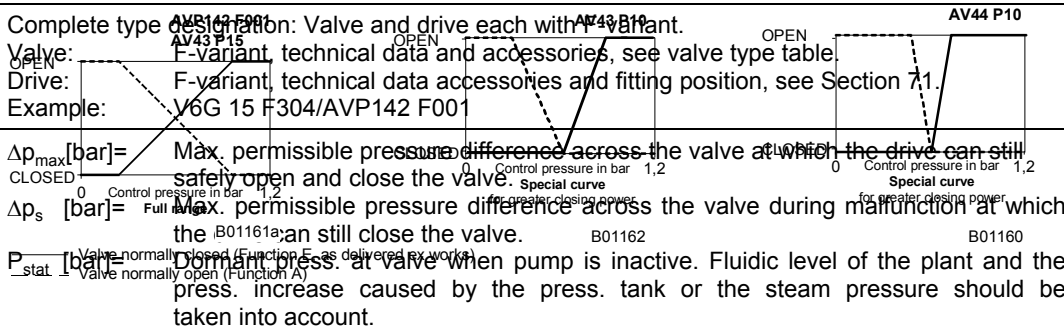 Complete type designation: Valve and drive each with F-variant.
Valve: F-variant, technical data and accessories, see valve type table.
Drive: F-variant, technical data accessories and fitting position, see Section 71.
Example: V6G 15 F304/AVP142 F001
AVP142 F001
AV43 P15
OPEN
CLOSED
0 Control pressure in bar 1,2
Full range
B01161a
AV43 P10
OPEN
CLOSED
0 Control pressure in bar 1,2
Special curve
for greater closing power
B01162
AV44 P10
OPEN
CLOSED
0 Control pressure in bar 1,2
Special curve
for greater closing power
B01160
Valve normally closed (Function E, as delivered ex works)
Valve normally open (Function A)
Δpmax[bar]= Max. permissible pressure difference across the valve at which the drive can still
safely open and close the valve.
Δps [bar]= Max. permissible pressure difference across the valve during malfunction at which
the can still close the valve.
Pstat [bar]= Dormant press. at valve when pump is inactive. Fluidic level of the plant and the
press. increase caused by the press. tank or the steam pressure should be
taken into account.